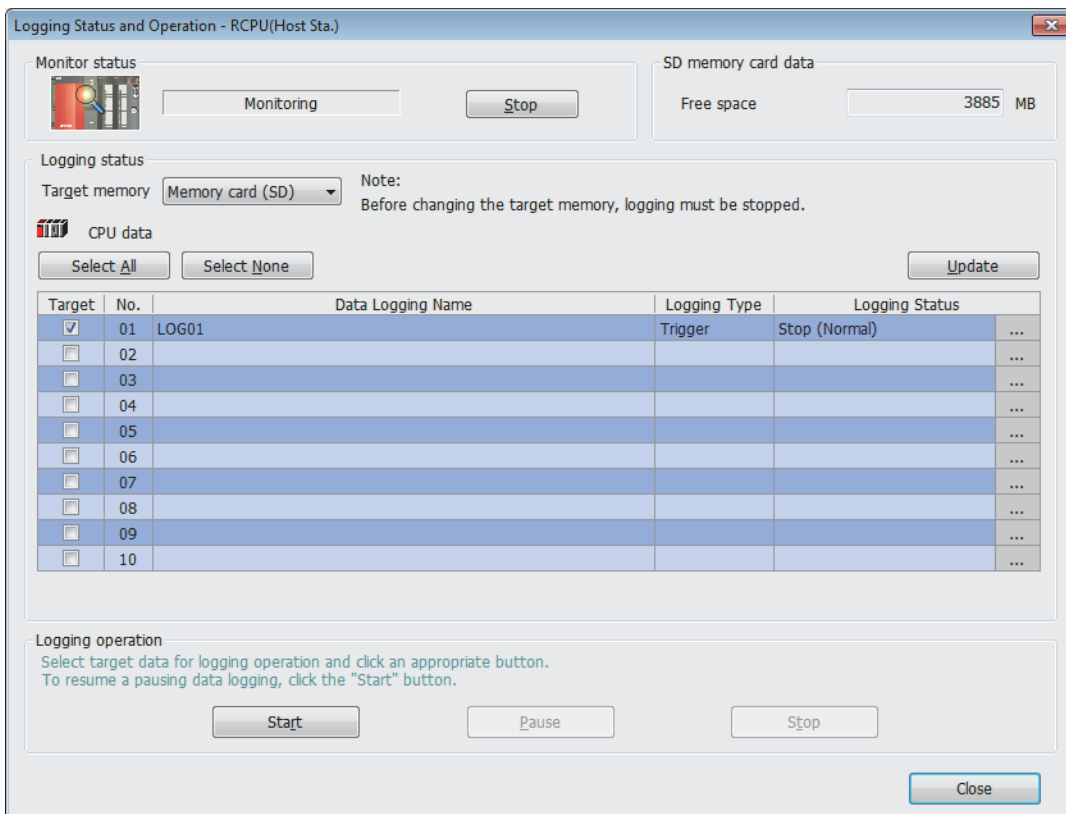 Logging Status and Operation - RCPU(Host Sta.)
Monitor status
Monitoring
Stop
SD memory card data
Free space
3885 MB
Logging status
Target memory
Memory card (SD)
Note:
Before changing the target memory, logging must be stopped.
CPU data
Select All
Select None
Update
Target No. Data Logging Name Logging Type Logging Status
01 LOG01 Trigger Stop (Normal) ...
02 ...
03 ...
04 ...
05 ...
06 ...
07 ...
08 ...
09 ...
10 ...
Logging operation
Select target data for logging operation and click an appropriate button.
To resume a pausing data logging, click the "Start" button.
Start
Pause
Stop
Close